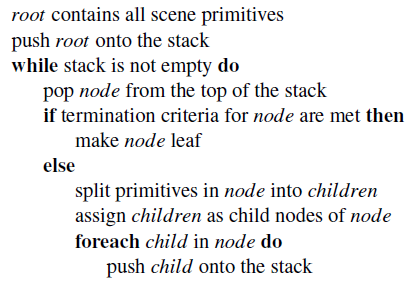 root contains all scene primitives
push root onto the stack
while stack is not empty do
pop node from the top of the stack
if termination criteria for node are met then
make node leaf
else
split primitives in node into children
assign children as child nodes of node
foreach child in node do
push child onto the stack